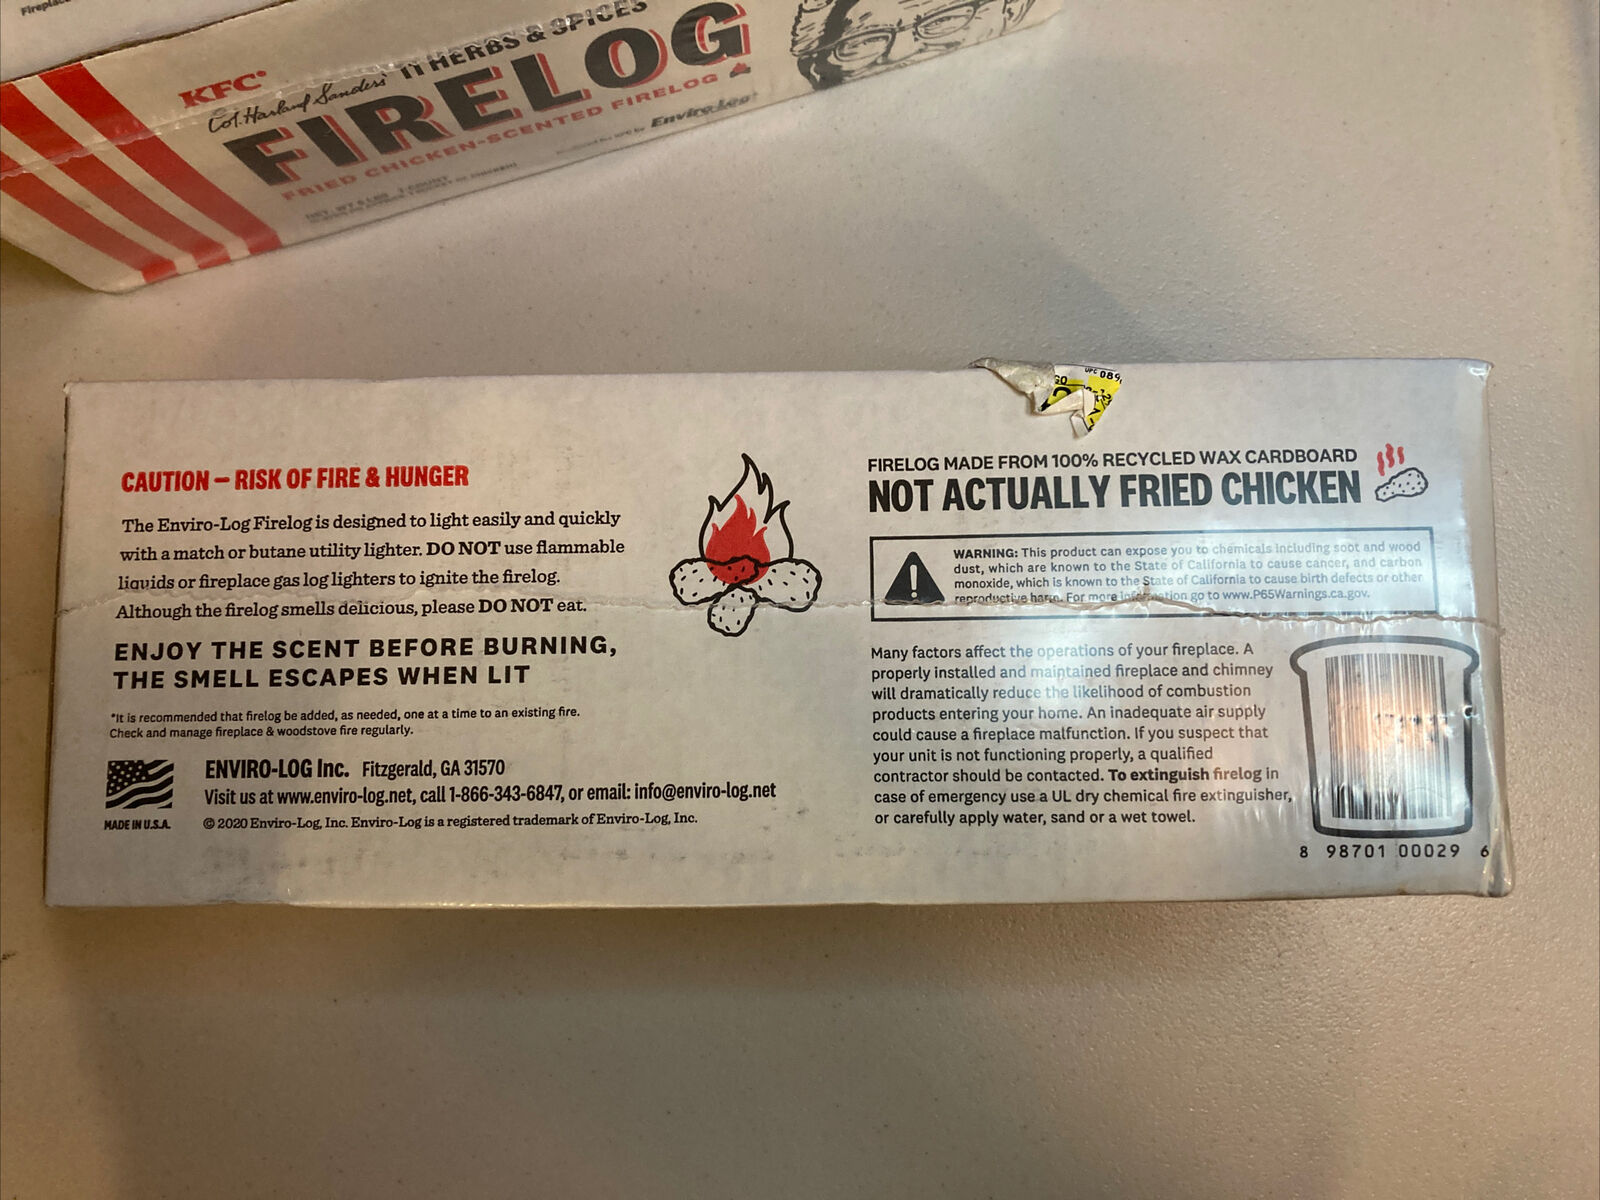 Fireplace
KFC
Col. Harland Sanders'
11 HERBS & SPICES
FIRELOG
FRIED CHICKEN-SCENTED FIRELOG
Enviro-Log
UPC 089
GO
CAUTION – RISK OF FIRE & HUNGER
The Enviro-Log Firelog is designed to light easily and quickly
with a match or butane utility lighter. DO NOT use flammable
liquids or fireplace gas log lighters to ignite the firelog.
Although the firelog smells delicious, please DO NOT eat.
ENJOY THE SCENT BEFORE BURNING,
THE SMELL ESCAPES WHEN LIT
*It is recommended that firelog be added, as needed, one at a time to an existing fire.
Check and manage fireplace & woodstove fire regularly.
MADE IN U.S.A.
ENVIRO-LOG Inc. Fitzgerald, GA 31570
Visit us at www.enviro-log.net, call 1-866-343-6847, or email: info@enviro-log.net
© 2020 Enviro-Log, Inc. Enviro-Log is a registered trademark of Enviro-Log, Inc.
FIRELOG MADE FROM 100% RECYCLED WAX CARDBOARD
NOT ACTUALLY FRIED CHICKEN
WARNING: This product can expose you to chemicals including soot and wood
dust, which are known to the State of California to cause cancer, and carbon
monoxide, which is known to the State of California to cause birth defects or other
reproductive harm. For more information go to www.P65Warnings.ca.gov.
Many factors affect the operations of your fireplace. A
properly installed and maintained fireplace and chimney
will dramatically reduce the likelihood of combustion
products entering your home. An inadequate air supply
could cause a fireplace malfunction. If you suspect that
your unit is not functioning properly, a qualified
contractor should be contacted. To extinguish firelog in
case of emergency use a UL dry chemical fire extinguisher,
or carefully apply water, sand or a wet towel.
8 98701 00029 6